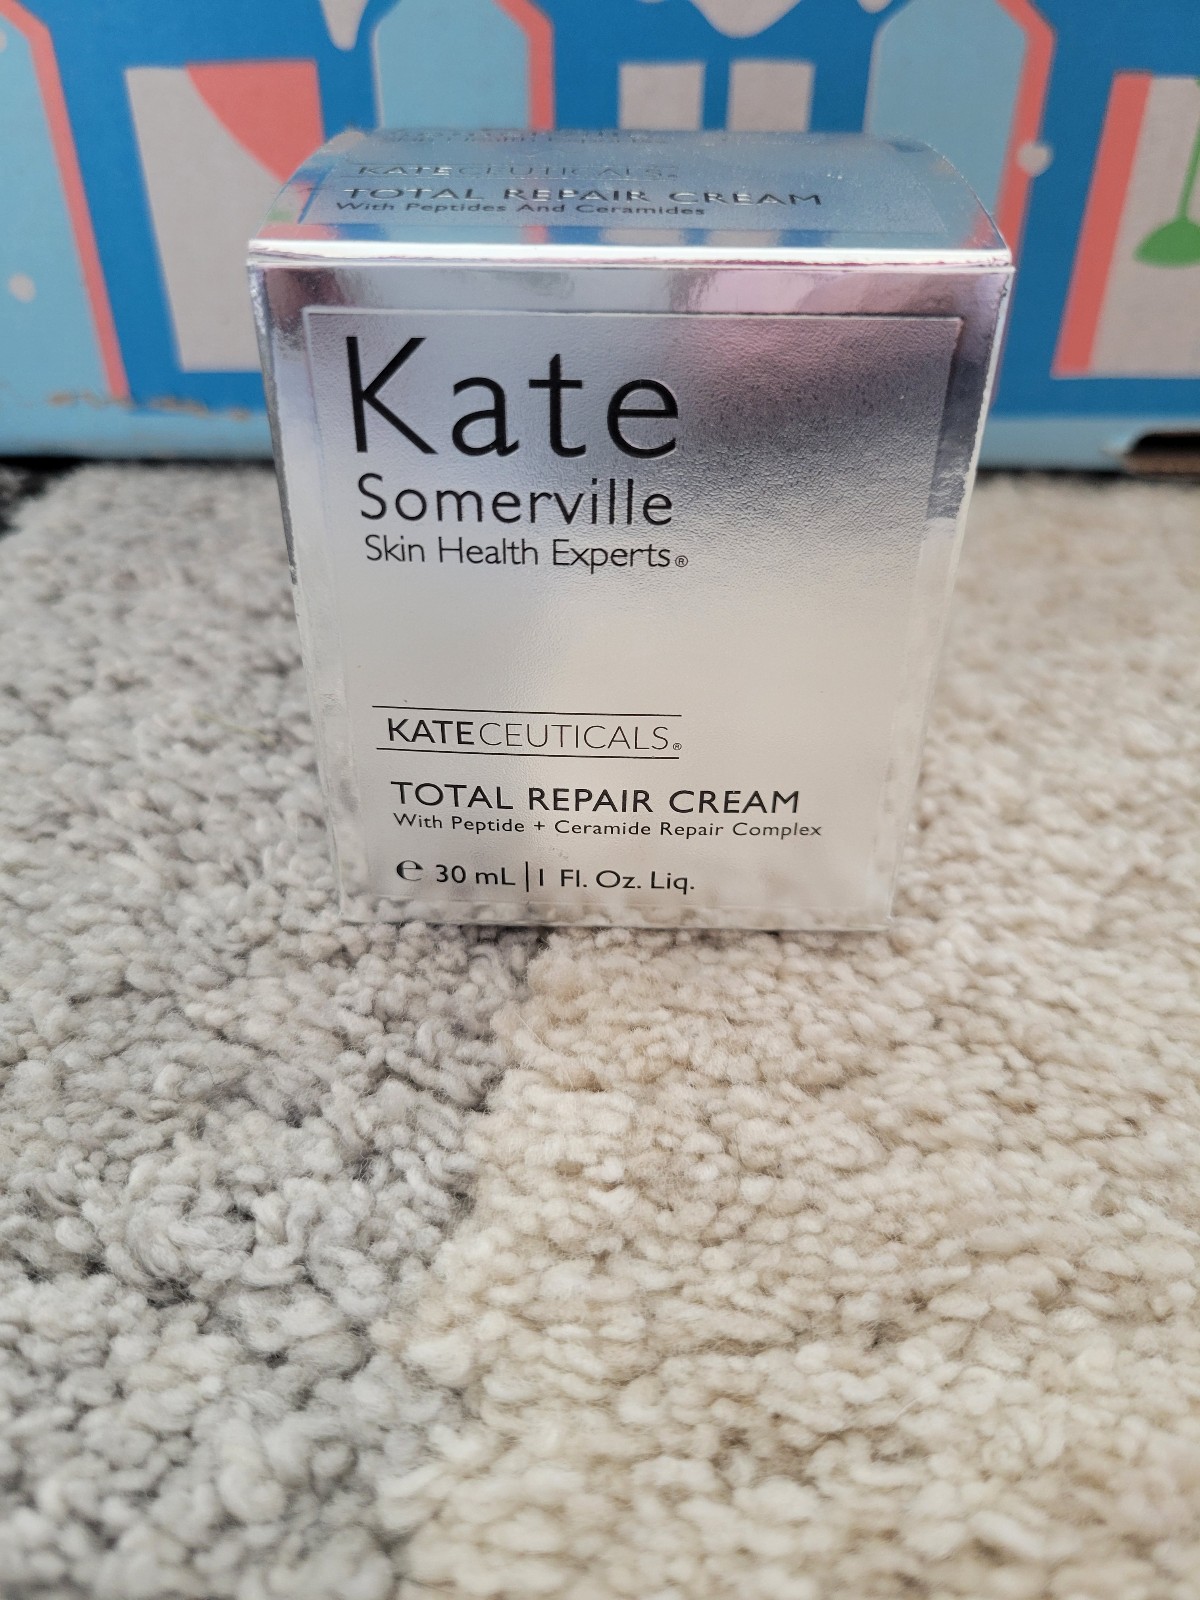 KATECEUTICALS®
TOTAL REPAIR CREAM
With Peptides And Ceramides
Kate
Somerville
Skin Health Experts®
KATECEUTICALS®
TOTAL REPAIR CREAM
With Peptide + Ceramide Repair Complex
℮ 30 mL | 1 Fl. Oz. Liq.